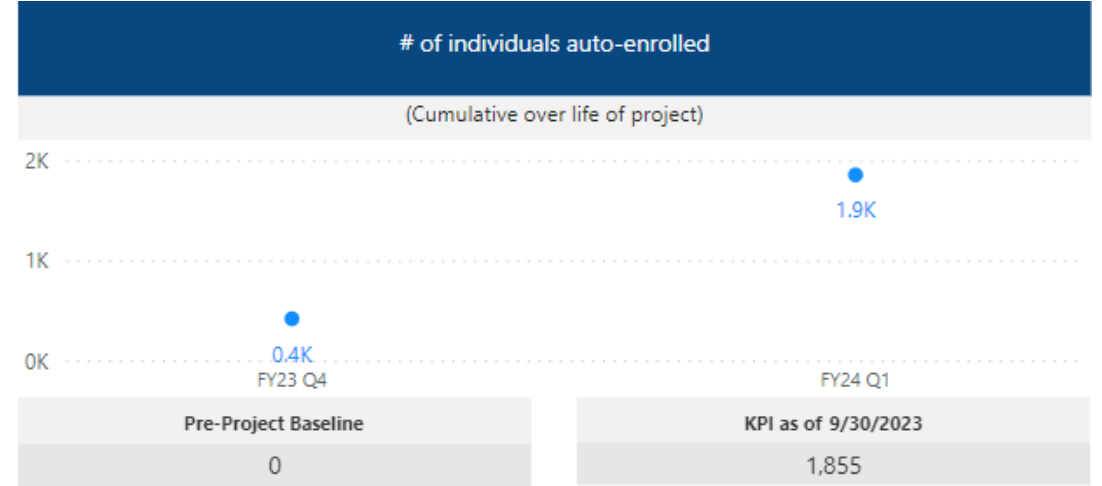 # of individuals auto-enrolled
(Cumulative over life of project)
2K
1.9K
1K
0.4K
0K
FY23 Q4 FY24 Q1
Pre-Project Baseline KPI as of 9/30/2023
0 1,855